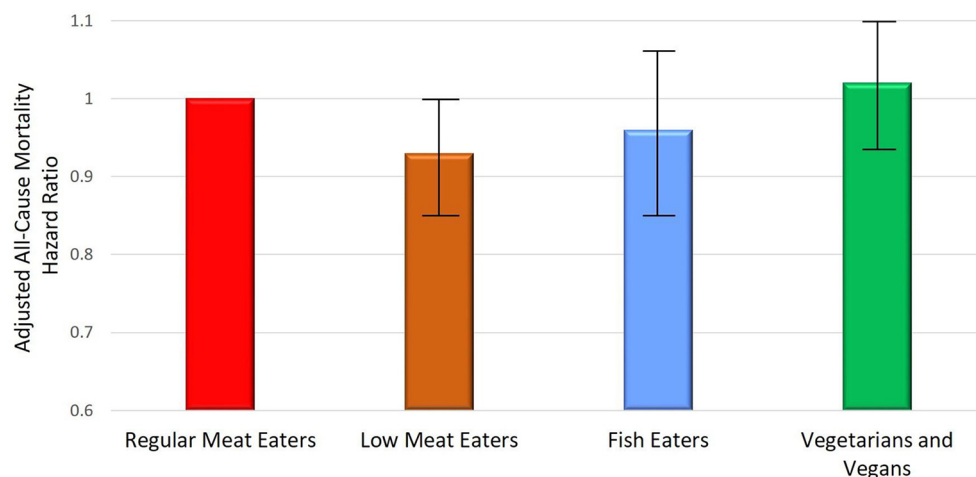 Adjusted All-Cause Mortality
Hazard Ratio
1.1
1
0.9
0.8
0.7
0.6
Regular Meat Eaters
Low Meat Eaters
Fish Eaters
Vegetarians and
Vegans